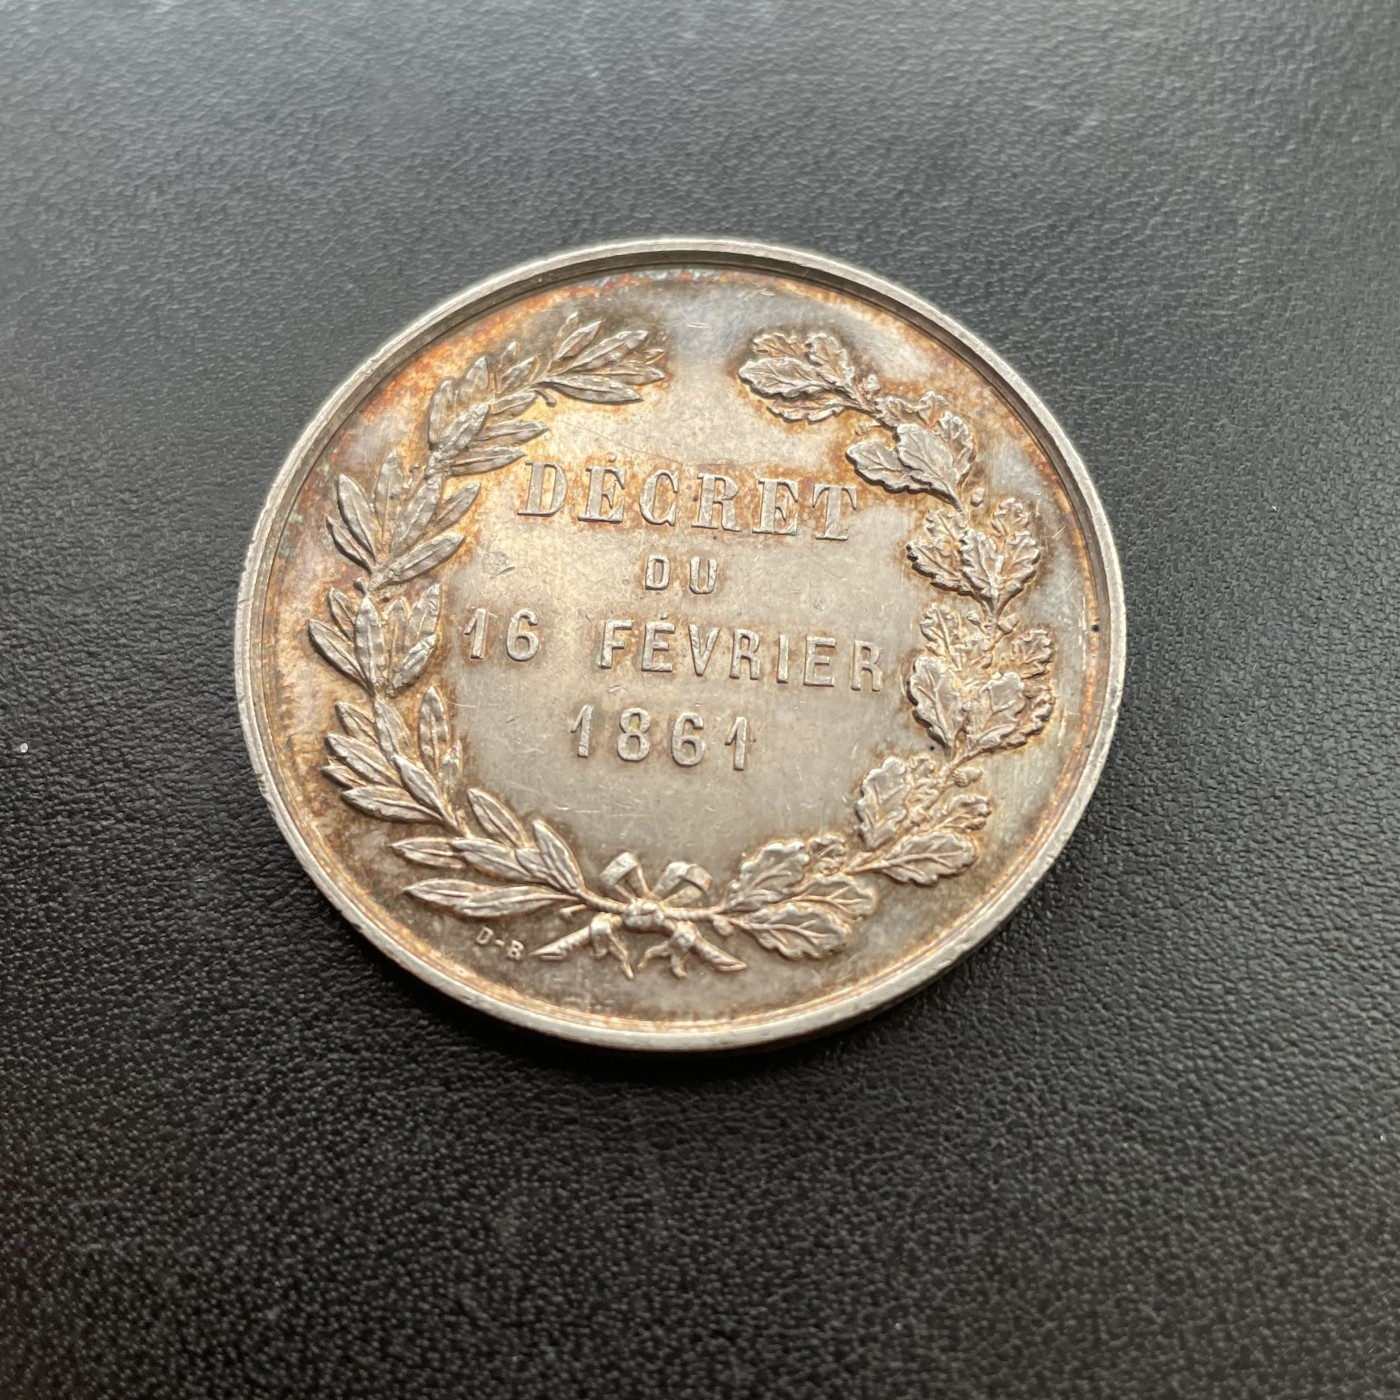 DÉCRET
DU
16 FÉVRIER
1861
D-B